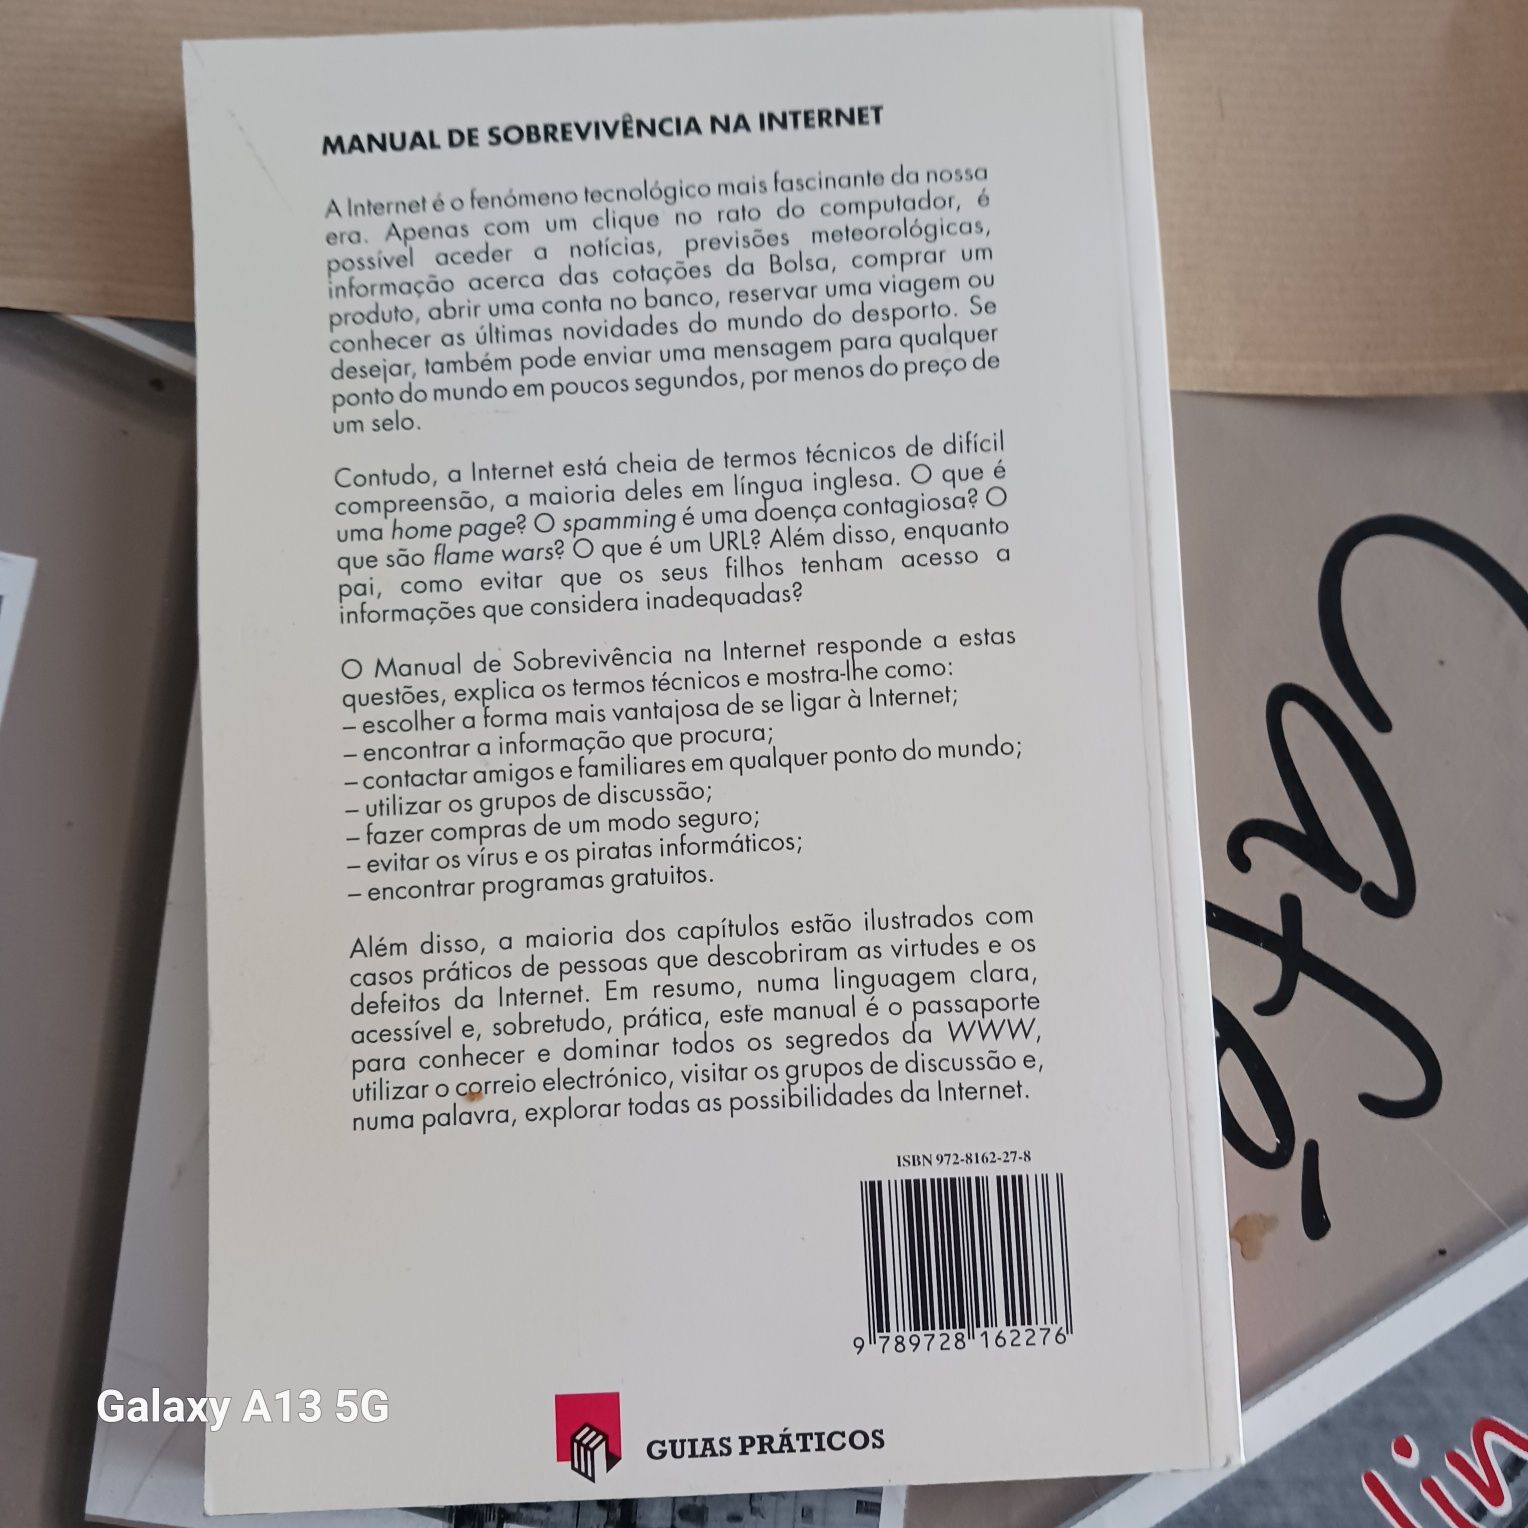 MANUAL DE SOBREVIVÊNCIA NA INTERNET
A Internet é o fenómeno tecnológico mais fascinante da nossa
era. Apenas com um clique no rato do computador, é
possível aceder a notícias, previsões meteorológicas,
informação acerca das cotações da Bolsa, comprar um
produto, abrir uma conta no banco, reservar uma viagem ou
conhecer as últimas novidades do mundo do desporto. Se
desejar, também pode enviar uma mensagem para qualquer
ponto do mundo em poucos segundos, por menos do preço de
um selo.
Contudo, a Internet está cheia de termos técnicos de difícil
compreensão, a maioria deles em língua inglesa. O que é
uma home page? O spamming é uma doença contagiosa? O
que são flame wars? O que é um URL? Além disso, enquanto
pai, como evitar que os seus filhos tenham acesso a
informações que considera inadequadas?
O Manual de Sobrevivência na Internet responde a estas
questões, explica os termos técnicos e mostra-lhe como:
– escolher a forma mais vantajosa de se ligar à Internet;
– encontrar a informação que procura;
– contactar amigos e familiares em qualquer ponto do mundo;
– utilizar os grupos de discussão;
– fazer compras de um modo seguro;
– evitar os vírus e os piratas informáticos;
– encontrar programas gratuitos.
Além disso, a maioria dos capítulos estão ilustrados com
casos práticos de pessoas que descobriram as virtudes e os
defeitos da Internet. Em resumo, numa linguagem clara,
acessível e, sobretudo, prática, este manual é o passaporte
para conhecer e dominar todos os segredos da WWW,
utilizar o correio electrónico, visitar os grupos de discussão e,
numa palavra, explorar todas as possibilidades da Internet.
ISBN 972-8162-27-8
9 789728 162276
GUIAS PRÁTICOS
Galaxy A13 5G